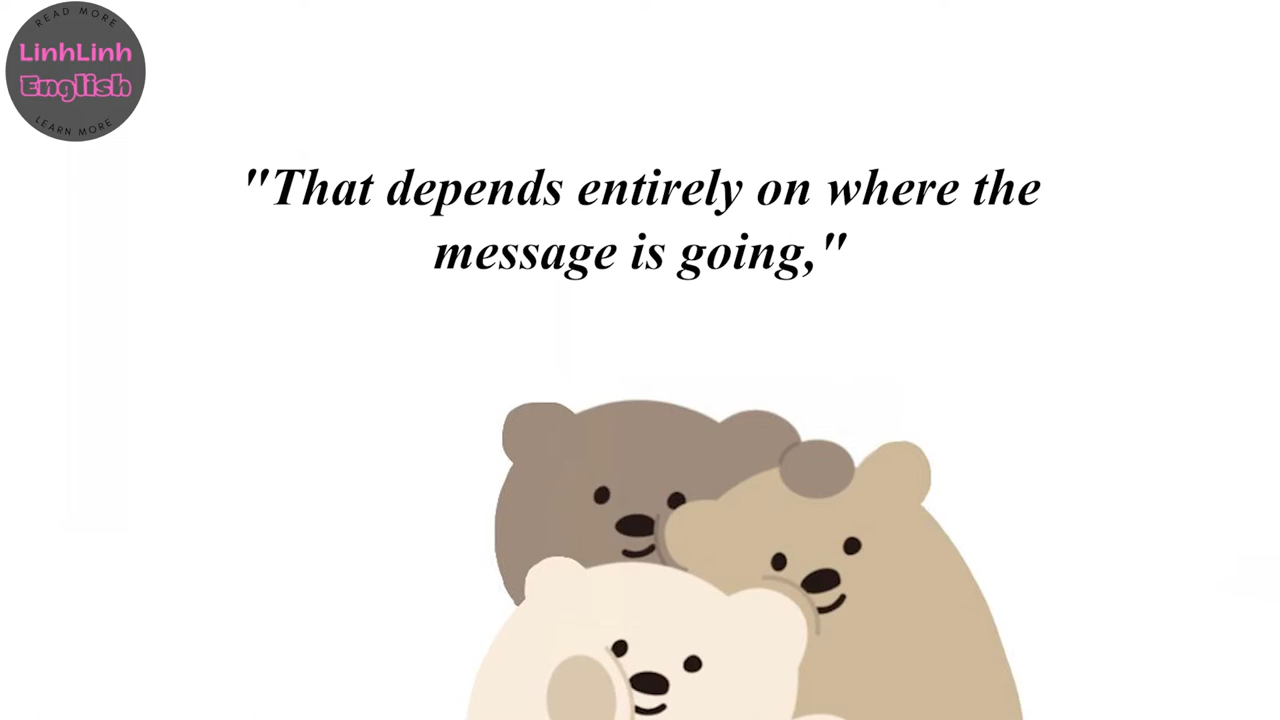 READ MORE
LinhLinh
English
LEARN MORE
"That depends entirely on where the
message is going,"